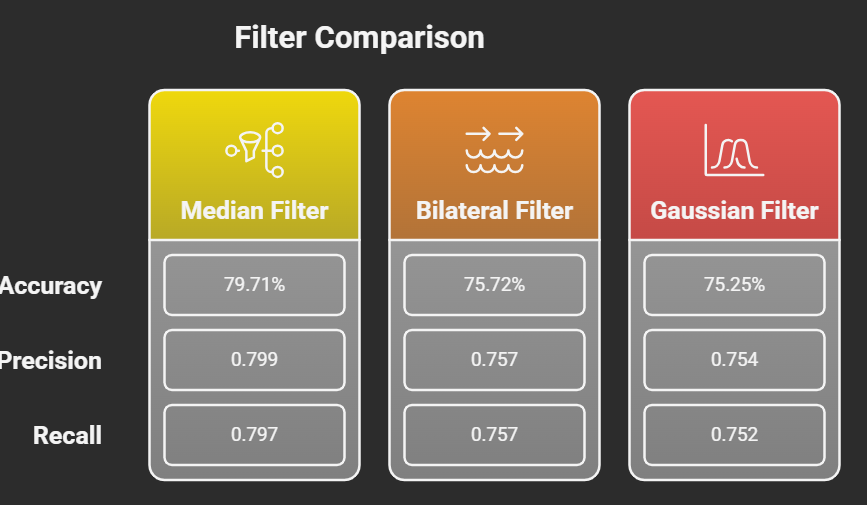 Filter Comparison
Median Filter
Bilateral Filter
Gaussian Filter
Accuracy
79.71%
75.72%
75.25%
Precision
0.799
0.757
0.754
Recall
0.797
0.757
0.752